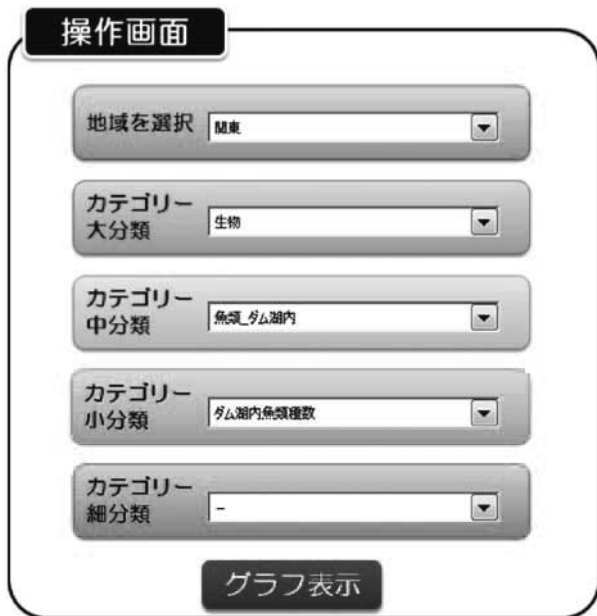 操作画面
地域を選択
関東
カテゴリー
大分類
生物
カテゴリー
中分類
魚類_ダム湖内
カテゴリー
小分類
ダム湖内魚類種数
カテゴリー
細分類
-
グラフ表示